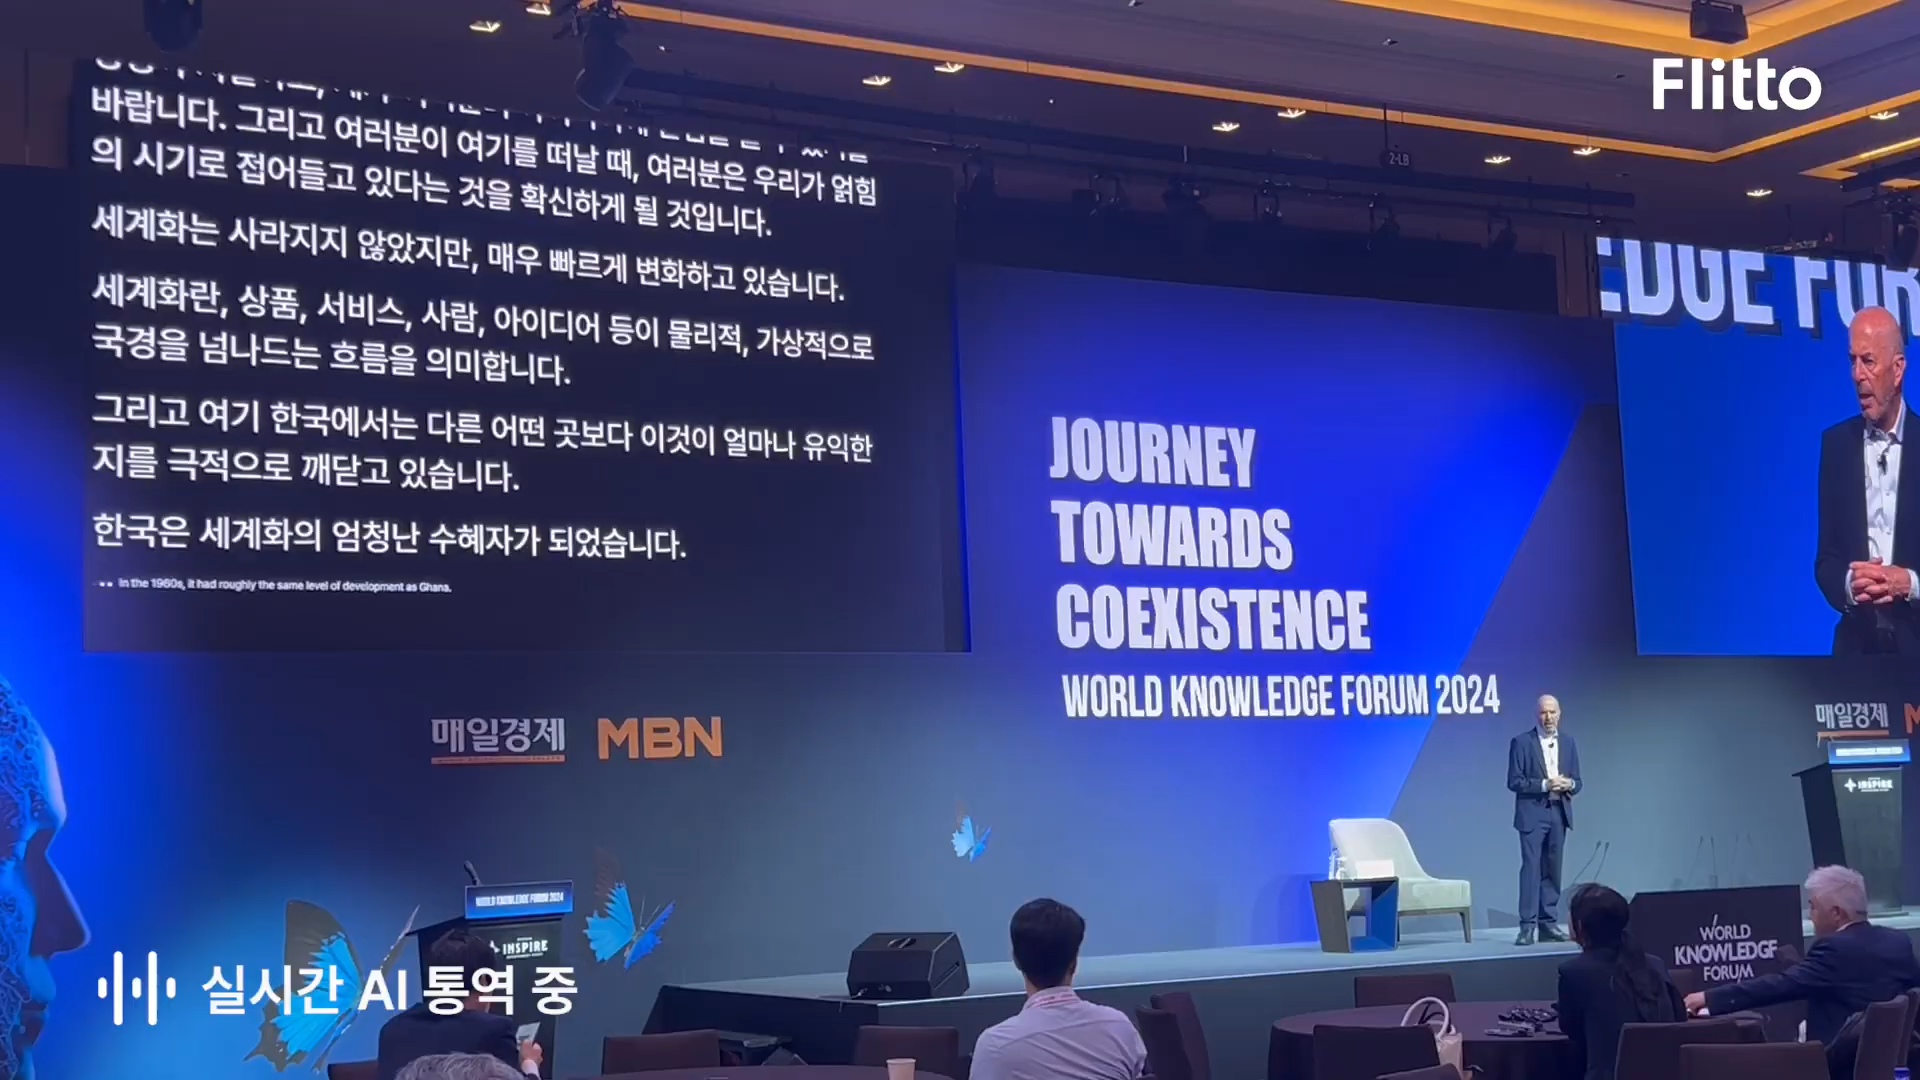 Flitto
2-LB
바랍니다. 그리고 여러분이 여기를 떠날 때, 여러분은 우리가 얽힘
의 시기로 접어들고 있다는 것을 확신하게 될 것입니다.
세계화는 사라지지 않았지만, 매우 빠르게 변화하고 있습니다.
세계화란, 상품, 서비스, 사람, 아이디어 등이 물리적, 가상적으로
국경을 넘나드는 흐름을 의미합니다.
그리고 여기 한국에서는 다른 어떤 곳보다 이것이 얼마나 유익한
지를 극적으로 깨닫고 있습니다.
한국은 세계화의 엄청난 수혜자가 되었습니다.
In the 1960s, it had roughly the same level of development as Ghana.
EDGE FOR
JOURNEY
TOWARDS
COEXISTENCE
WORLD KNOWLEDGE FORUM 2024
매일경제 MBN
매일경제 M
INSPIRE
WORLD KNOWLEDGE FORUM 2024
INSPIRE
WORLD
KNOWLEDGE
FORUM
실시간 AI 통역 중